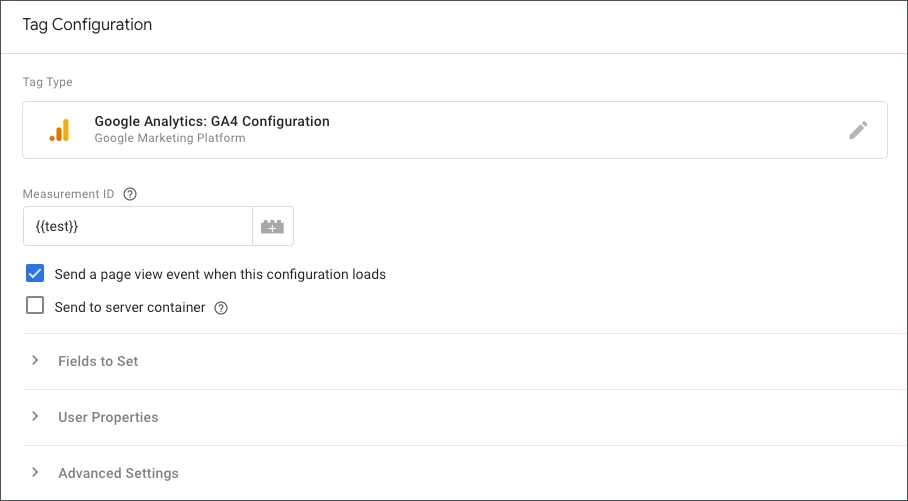 Tag Configuration
Tag Type
Google Analytics: GA4 Configuration
Google Marketing Platform
Measurement ID ?
{{test}}
Send a page view event when this configuration loads
Send to server container ?
Fields to Set
User Properties
Advanced Settings